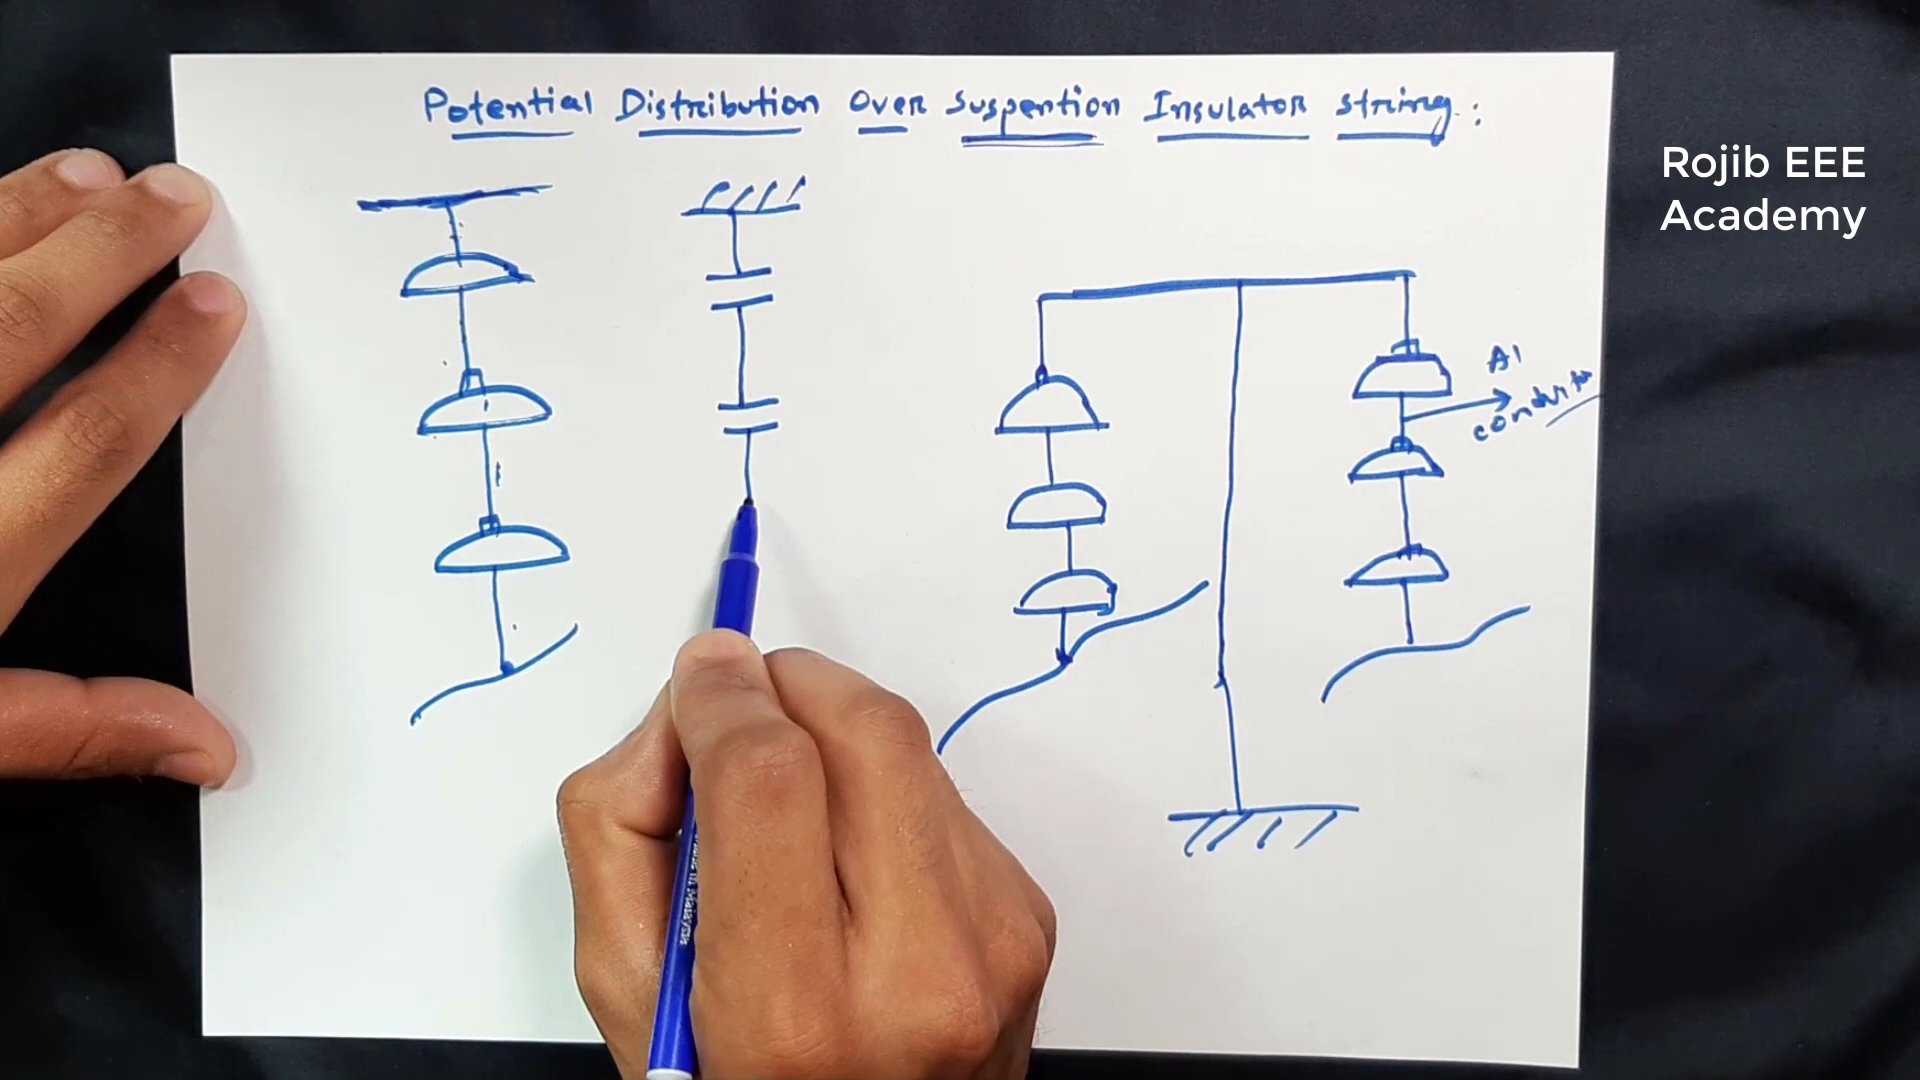 Potential Distribution Over Suspention Insulator string:
Rojib EEE
Academy
Al
conductor